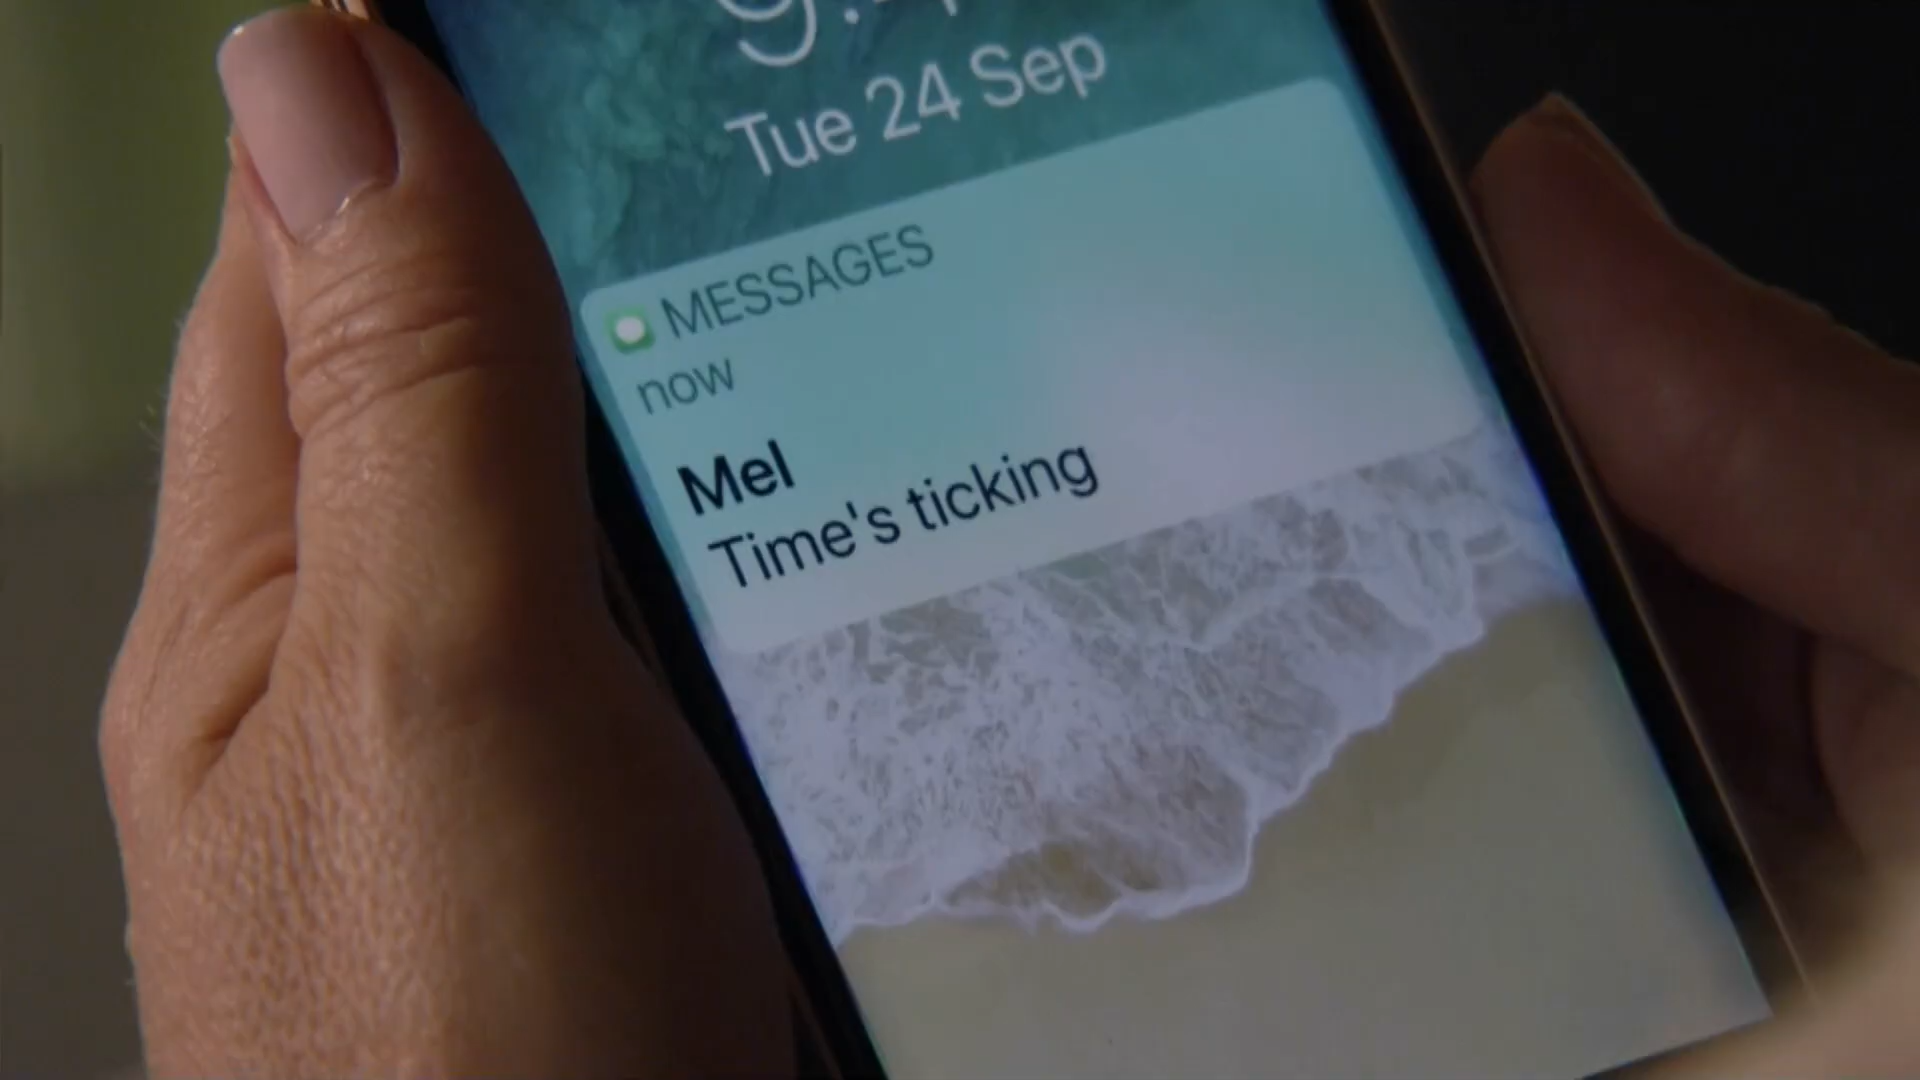 Tue 24 Sep
MESSAGES
now
Mel
Time's ticking